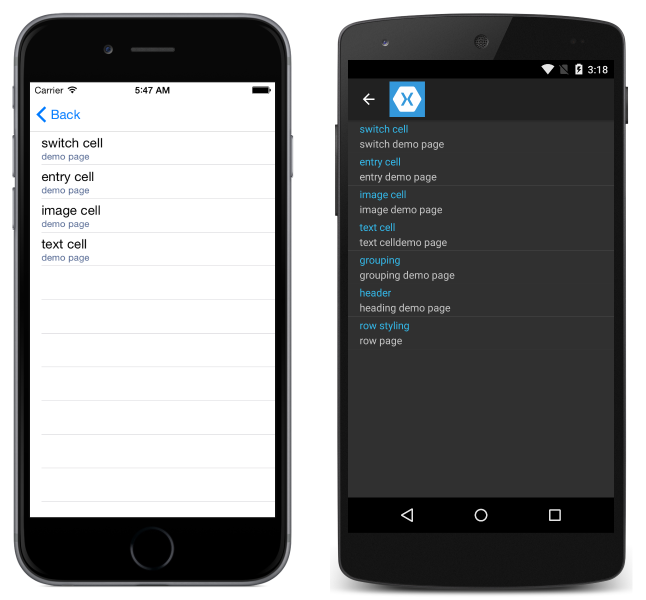 Carrier
5:47 AM
Back
switch cell
demo page
entry cell
demo page
image cell
demo page
text cell
demo page
3:18
switch cell
switch demo page
entry cell
entry demo page
image cell
image demo page
text cell
text celldemo page
grouping
grouping demo page
header
heading demo page
row styling
row page